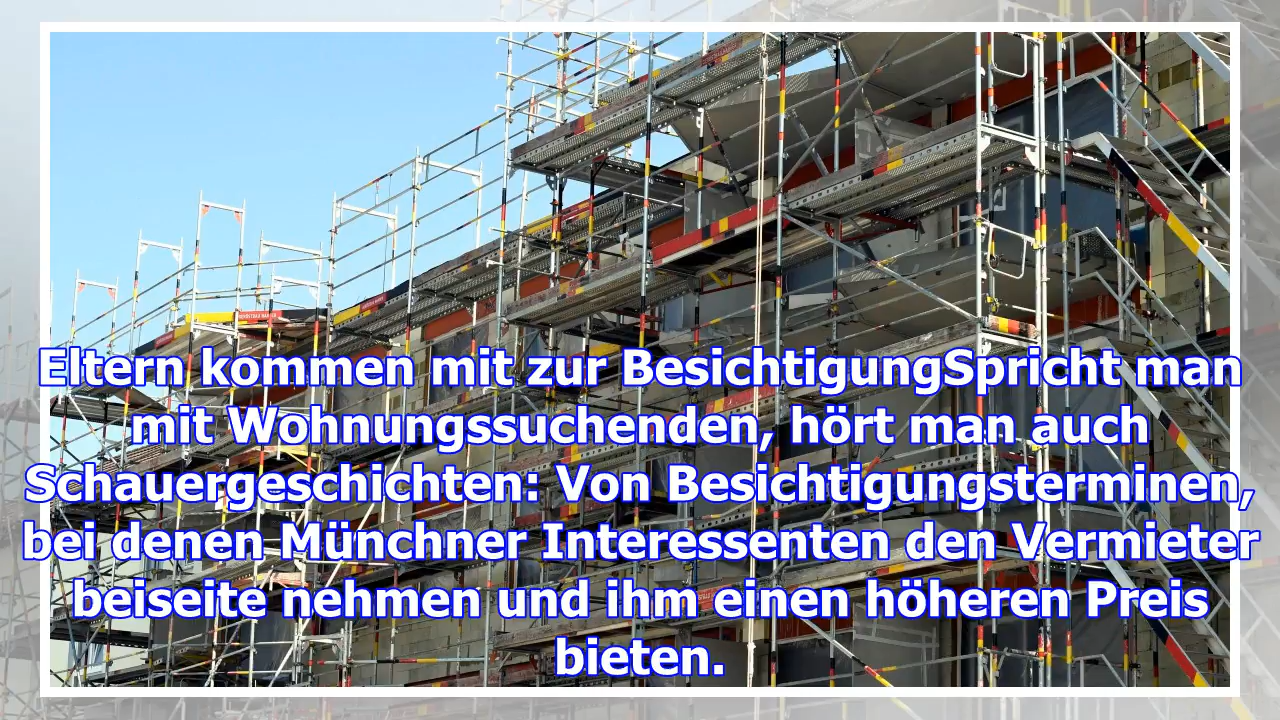 Eltern kommen mit zur BesichtigungSpricht man
mit Wohnungssuchenden, hört man auch
Schauergeschichten: Von Besichtigungsterminen,
bei denen Münchner Interessenten den Vermieter
beiseite nehmen und ihm einen höheren Preis
bieten.